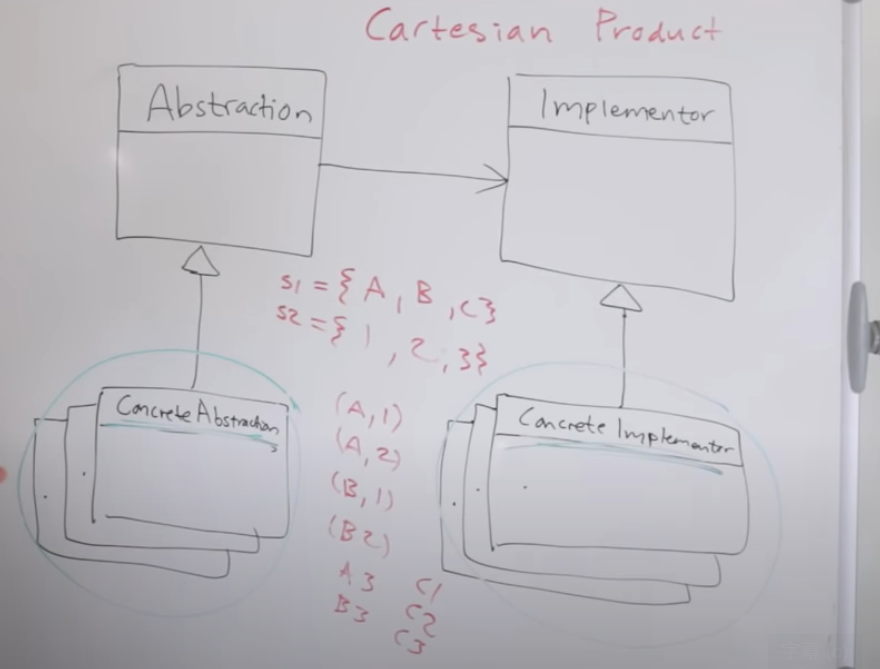 Cartesian Product
Abstraction
Implementor
S1 = { A , B , C }
S2 = { 1 , 2 , 3 }
Concrete Abstraction
Concrete Implementor
(A, 1)
(A, 2)
(B, 1)
(B 2)
A 3 C1
B 3 C2
C3